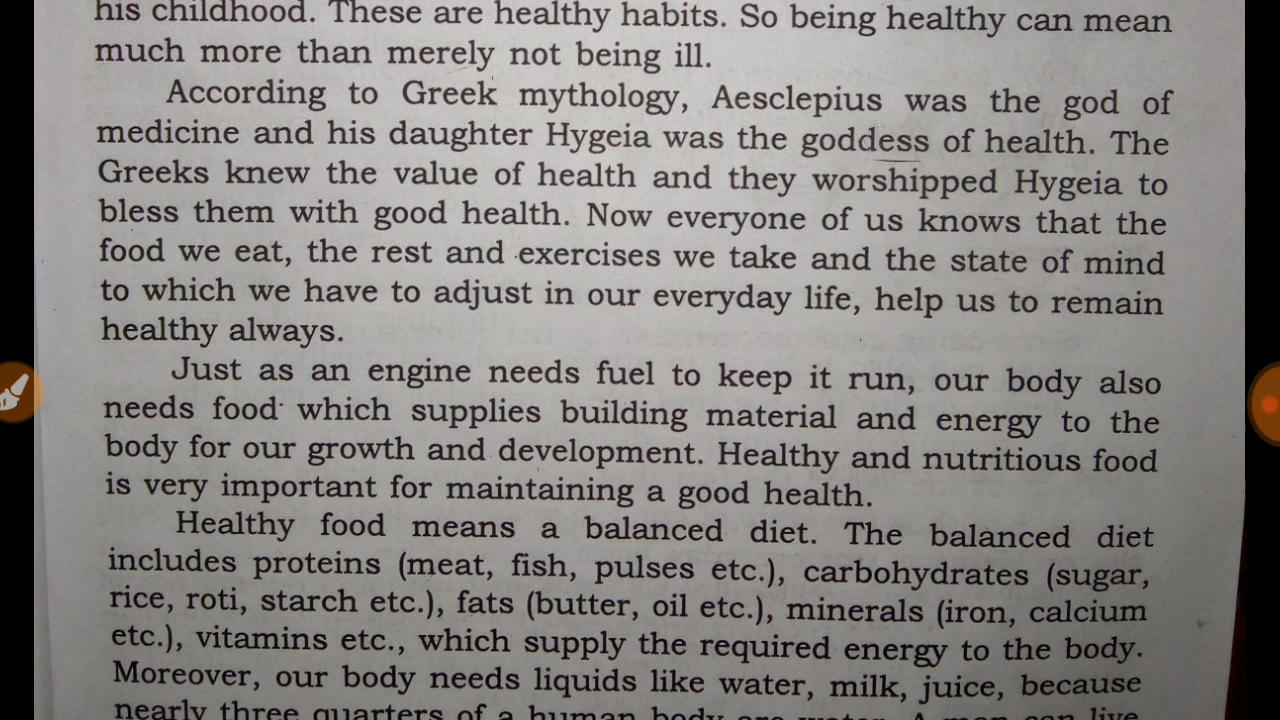 his childhood. These are healthy habits. So being healthy can mean
much more than merely not being ill.
According to Greek mythology, Aesclepius was the god of
medicine and his daughter Hygeia was the goddess of health. The
Greeks knew the value of health and they worshipped Hygeia to
bless them with good health. Now everyone of us knows that the
food we eat, the rest and exercises we take and the state of mind
to which we have to adjust in our everyday life, help us to remain
healthy always.
Just as an engine needs fuel to keep it run, our body also
needs food which supplies building material and energy to the
body for our growth and development. Healthy and nutritious food
is very important for maintaining a good health.
Healthy food means a balanced diet. The balanced diet
includes proteins (meat, fish, pulses etc.), carbohydrates (sugar,
rice, roti, starch etc.), fats (butter, oil etc.), minerals (iron, calcium
etc.), vitamins etc., which supply the required energy to the body.
Moreover, our body needs liquids like water, milk, juice, because
nearly three quarters of a human body are water. A man can live